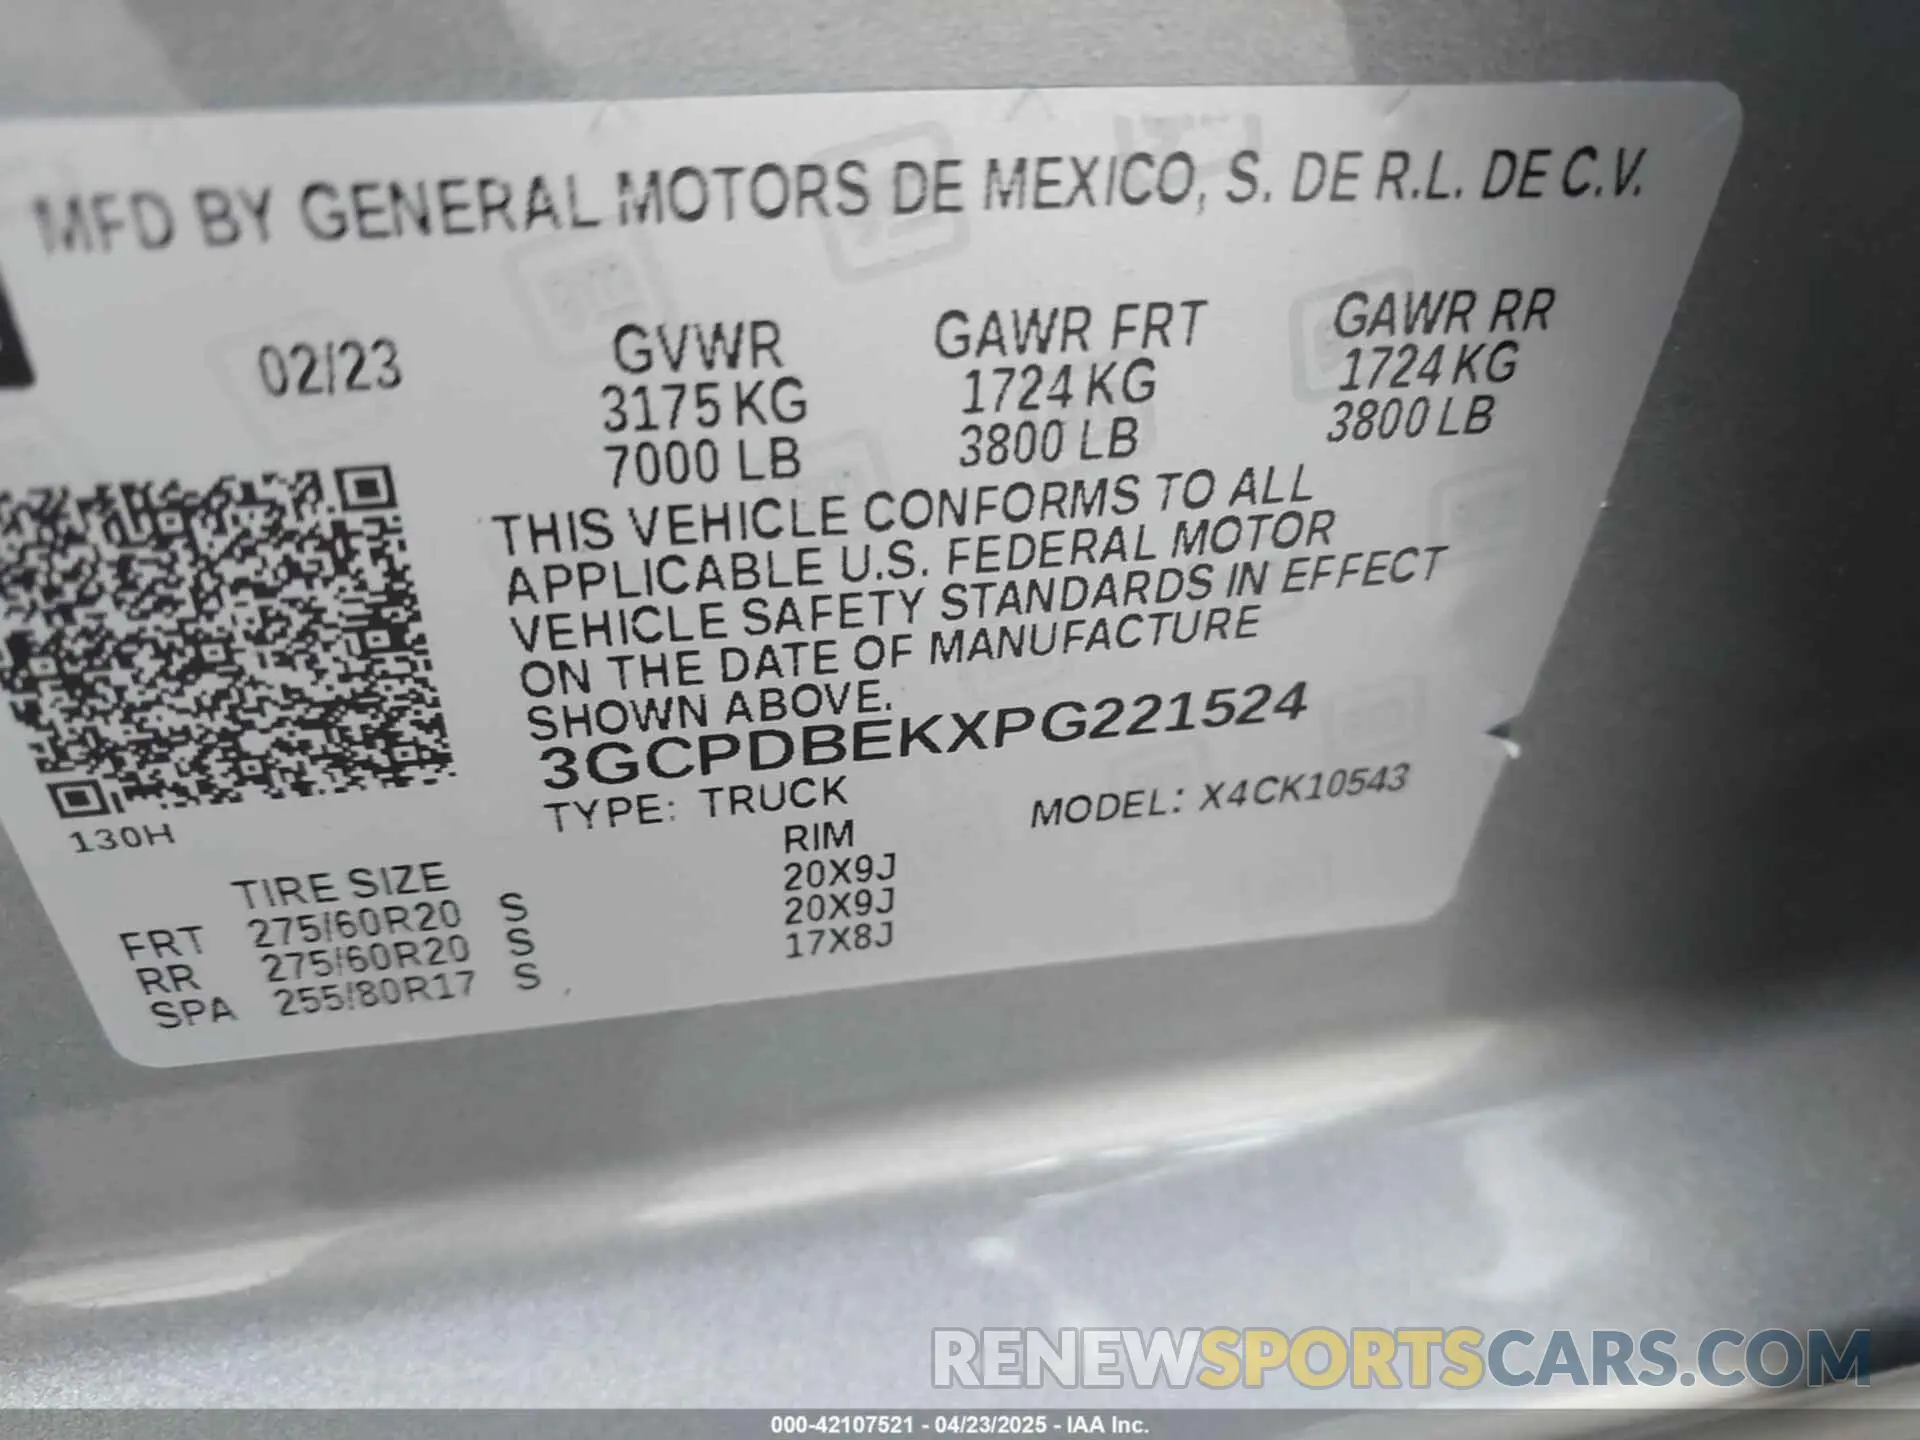 MFD BY GENERAL MOTORS DE MEXICO, S. DE R.L. DE C.V.
02/23 GVWR GAWR FRT GAWR RR
3175 KG 1724 KG 1724 KG
7000 LB 3800 LB 3800 LB
THIS VEHICLE CONFORMS TO ALL
APPLICABLE U.S. FEDERAL MOTOR
VEHICLE SAFETY STANDARDS IN EFFECT
ON THE DATE OF MANUFACTURE
SHOWN ABOVE.
3GCPDBEKXPG221524
TYPE: TRUCK MODEL: X4CK10543
130H
TIRE SIZE RIM
FRT 275/60R20 S 20X9J
RR 275/60R20 S 20X9J
SPA 255/80R17 S 17X8J
RENEWSPORTSCARS.COM
000-42107521 - 04/23/2025 - IAA Inc.